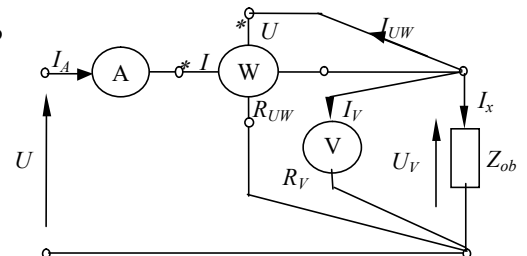 * U I_UW
I_A A * I W
R_UW I_V I_x
V
U R_V U_V Z_ob